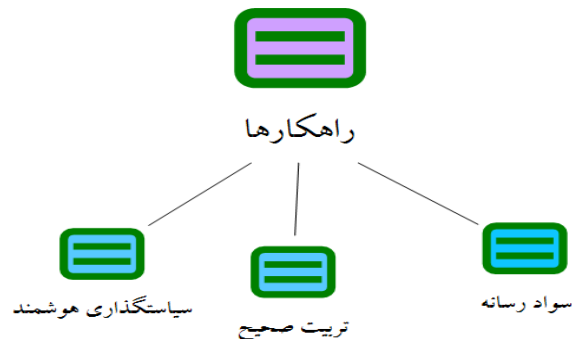 راهکارها
سواد رسانه
تربیت صحیح
سیاستگذاری هوشمند